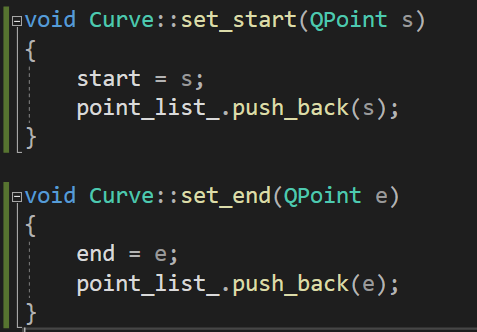 void Curve::set_start(QPoint s)
{
    start = s;
    point_list_.push_back(s);
}

void Curve::set_end(QPoint e)
{
    end = e;
    point_list_.push_back(e);
}